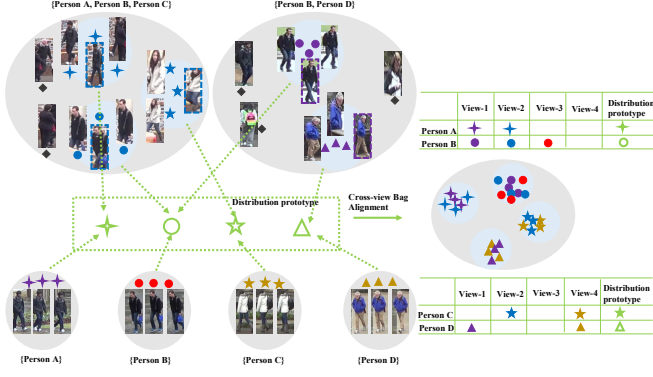 {Person A, Person B, Person C}
{Person B, Person D}
View-1 View-2 View-3 View-4 Distribution prototype
Person A
Person B
Distribution prototype
Cross-view Bag
Alignment
View-1 View-2 View-3 View-4 Distribution prototype
Person C
Person D
{Person A}
{Person B}
{Person C}
{Person D}